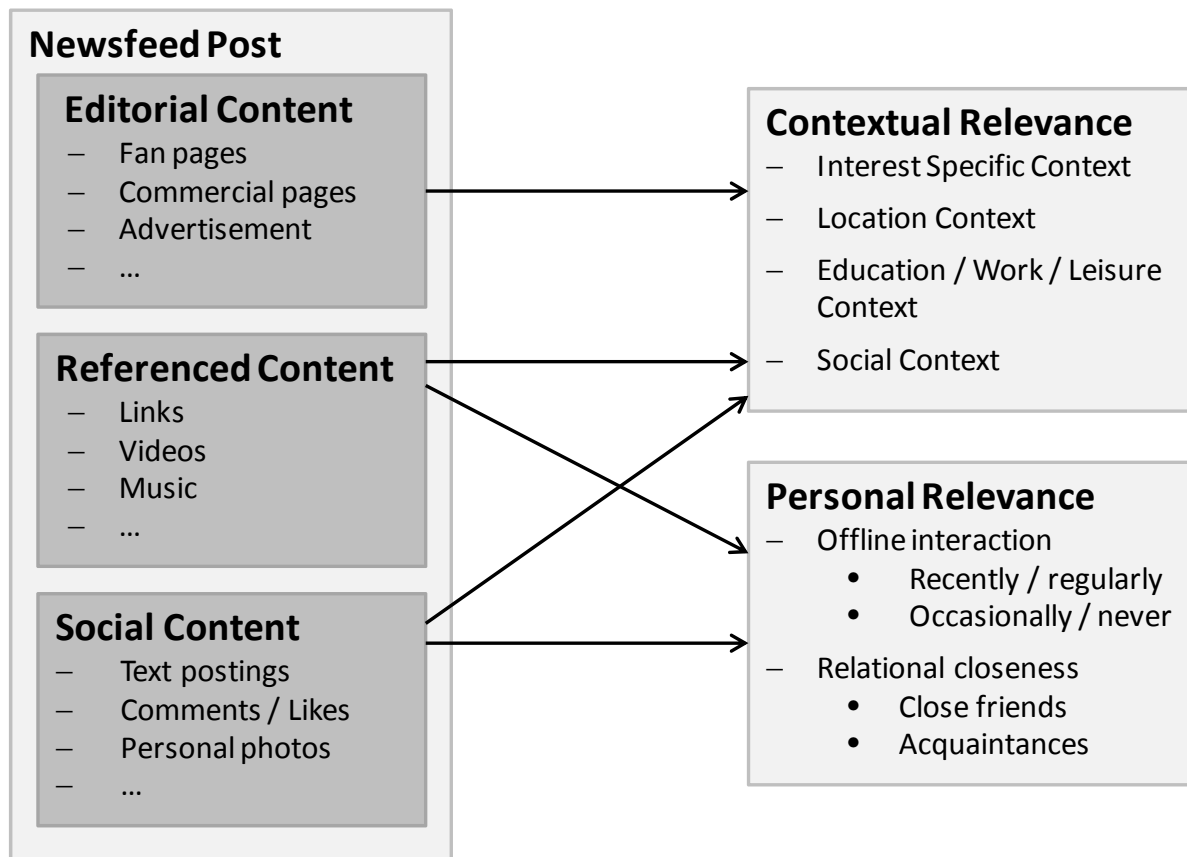 Newsfeed Post
Editorial Content
– Fan pages
– Commercial pages
– Advertisement
– ...
Referenced Content
– Links
– Videos
– Music
– ...
Social Content
– Text postings
– Comments / Likes
– Personal photos
– ...
Contextual Relevance
– Interest Specific Context
– Location Context
– Education / Work / Leisure
Context
– Social Context
Personal Relevance
– Offline interaction
• Recently / regularly
• Occasionally / never
– Relational closeness
• Close friends
• Acquaintances